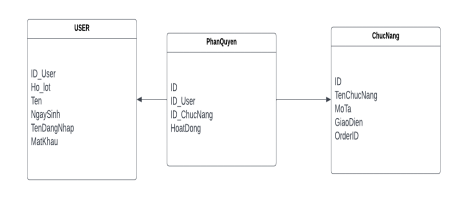 USER
ID_User
Ho_lot
Ten
NgaySinh
TenDangNhap
MatKhau
PhanQuyen
ID
ID_User
ID_ChucNang
HoatDong
ChucNang
ID
TenChucNang
MoTa
GiaoDien
OrderID